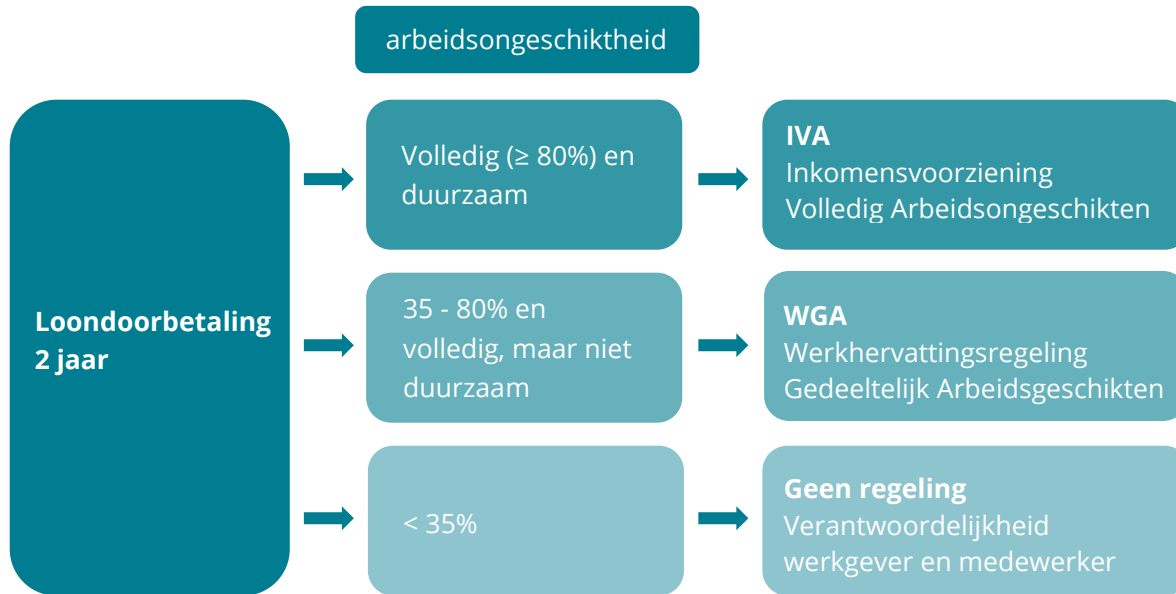 arbeidsongeschiktheid
Loondoorbetaling
2 jaar
Volledig (≥ 80%) en
duurzaam
IVA
Inkomensvoorziening
Volledig Arbeidsongeschikten
35 - 80% en
volledig, maar niet
duurzaam
WGA
Werkhervattingsregeling
Gedeeltelijk Arbeidsgeschikten
< 35%
Geen regeling
Verantwoordelijkheid
werkgever en medewerker